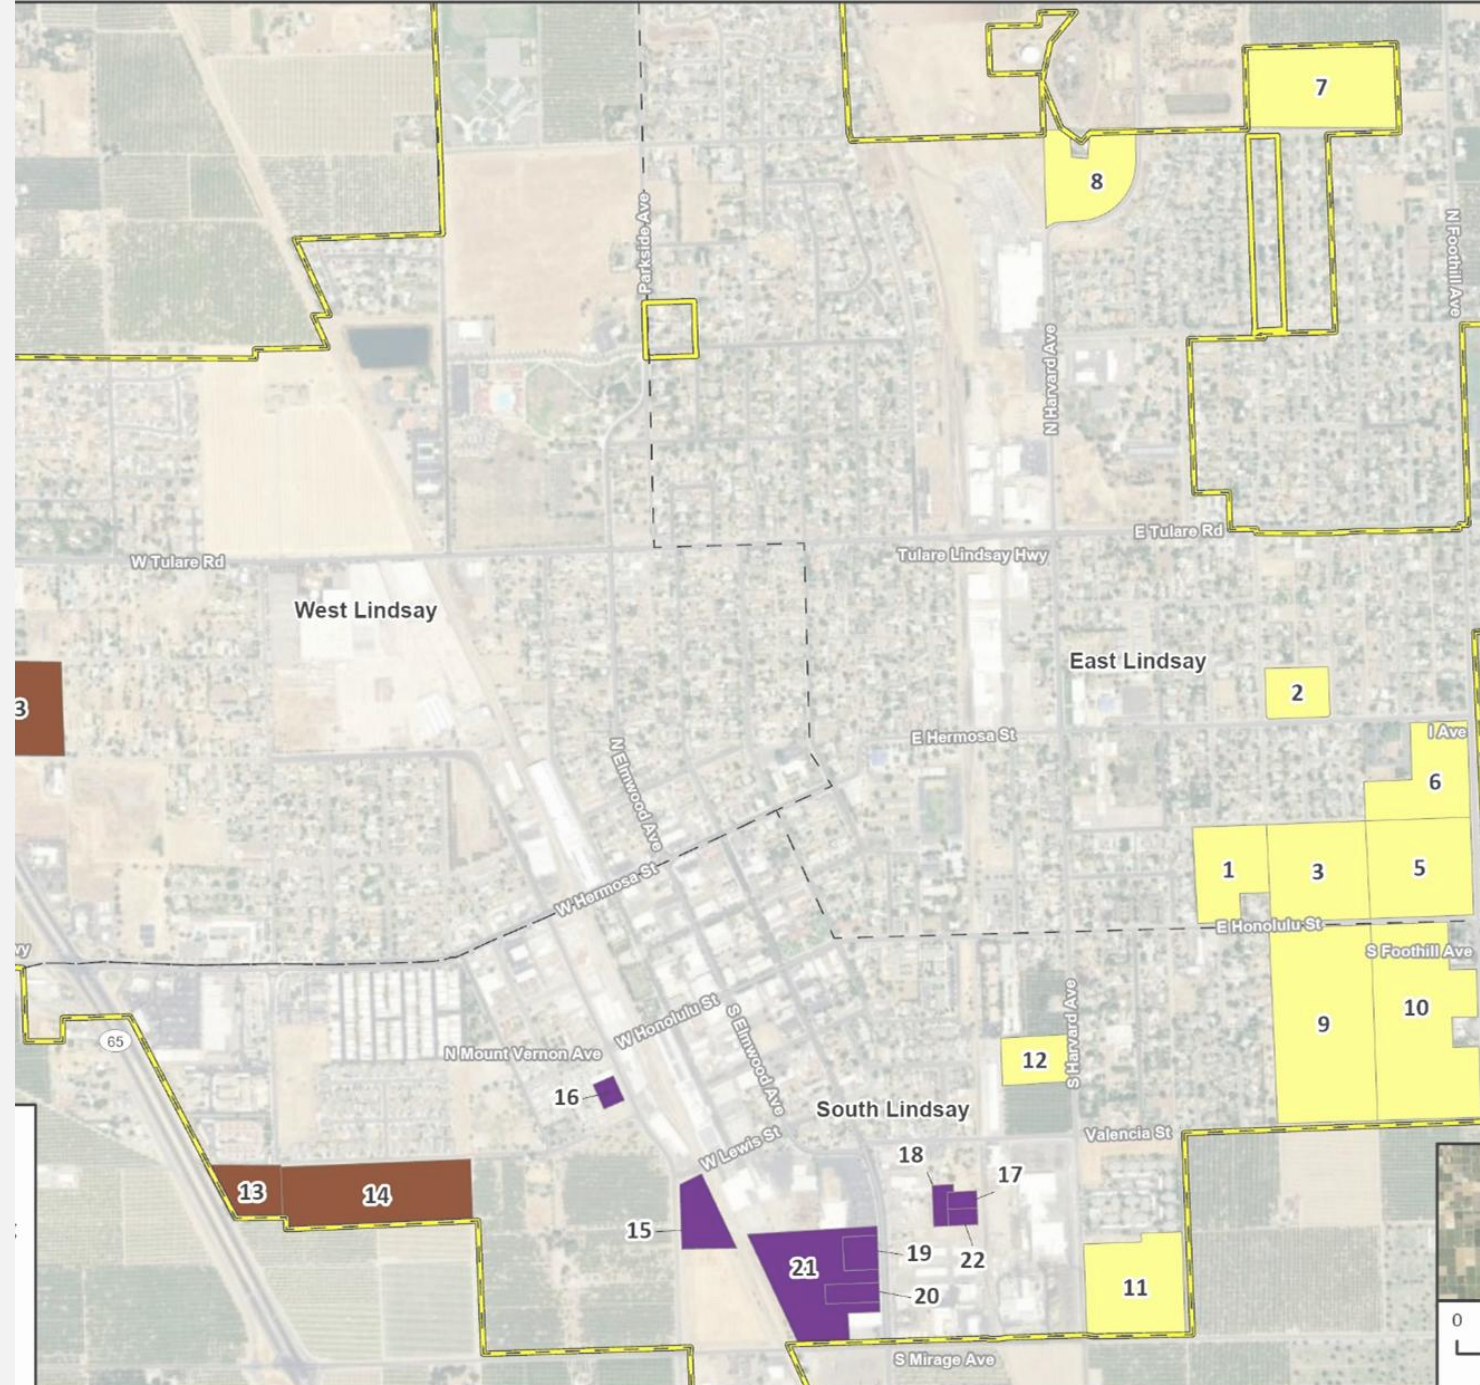 7
8
Parkside Ave
N Foothill Ave
N Harvard Ave
E Tulare Rd
Tulare Lindsay Hwy
W Tulare Rd
West Lindsay
East Lindsay
2
3
I Ave
E Hermosa St
N Elmwood Ave
6
1
3
5
W Hermosa St
E Honolulu St
S Foothill Ave
wy
65
9
10
W Honolulu St
S Elmwood Ave
S Harvard Ave
N Mount Vernon Ave
12
16
South Lindsay
Valencia St
W Lewis St
18
17
13
14
15
19
22
21
20
11
0
S Mirage Ave